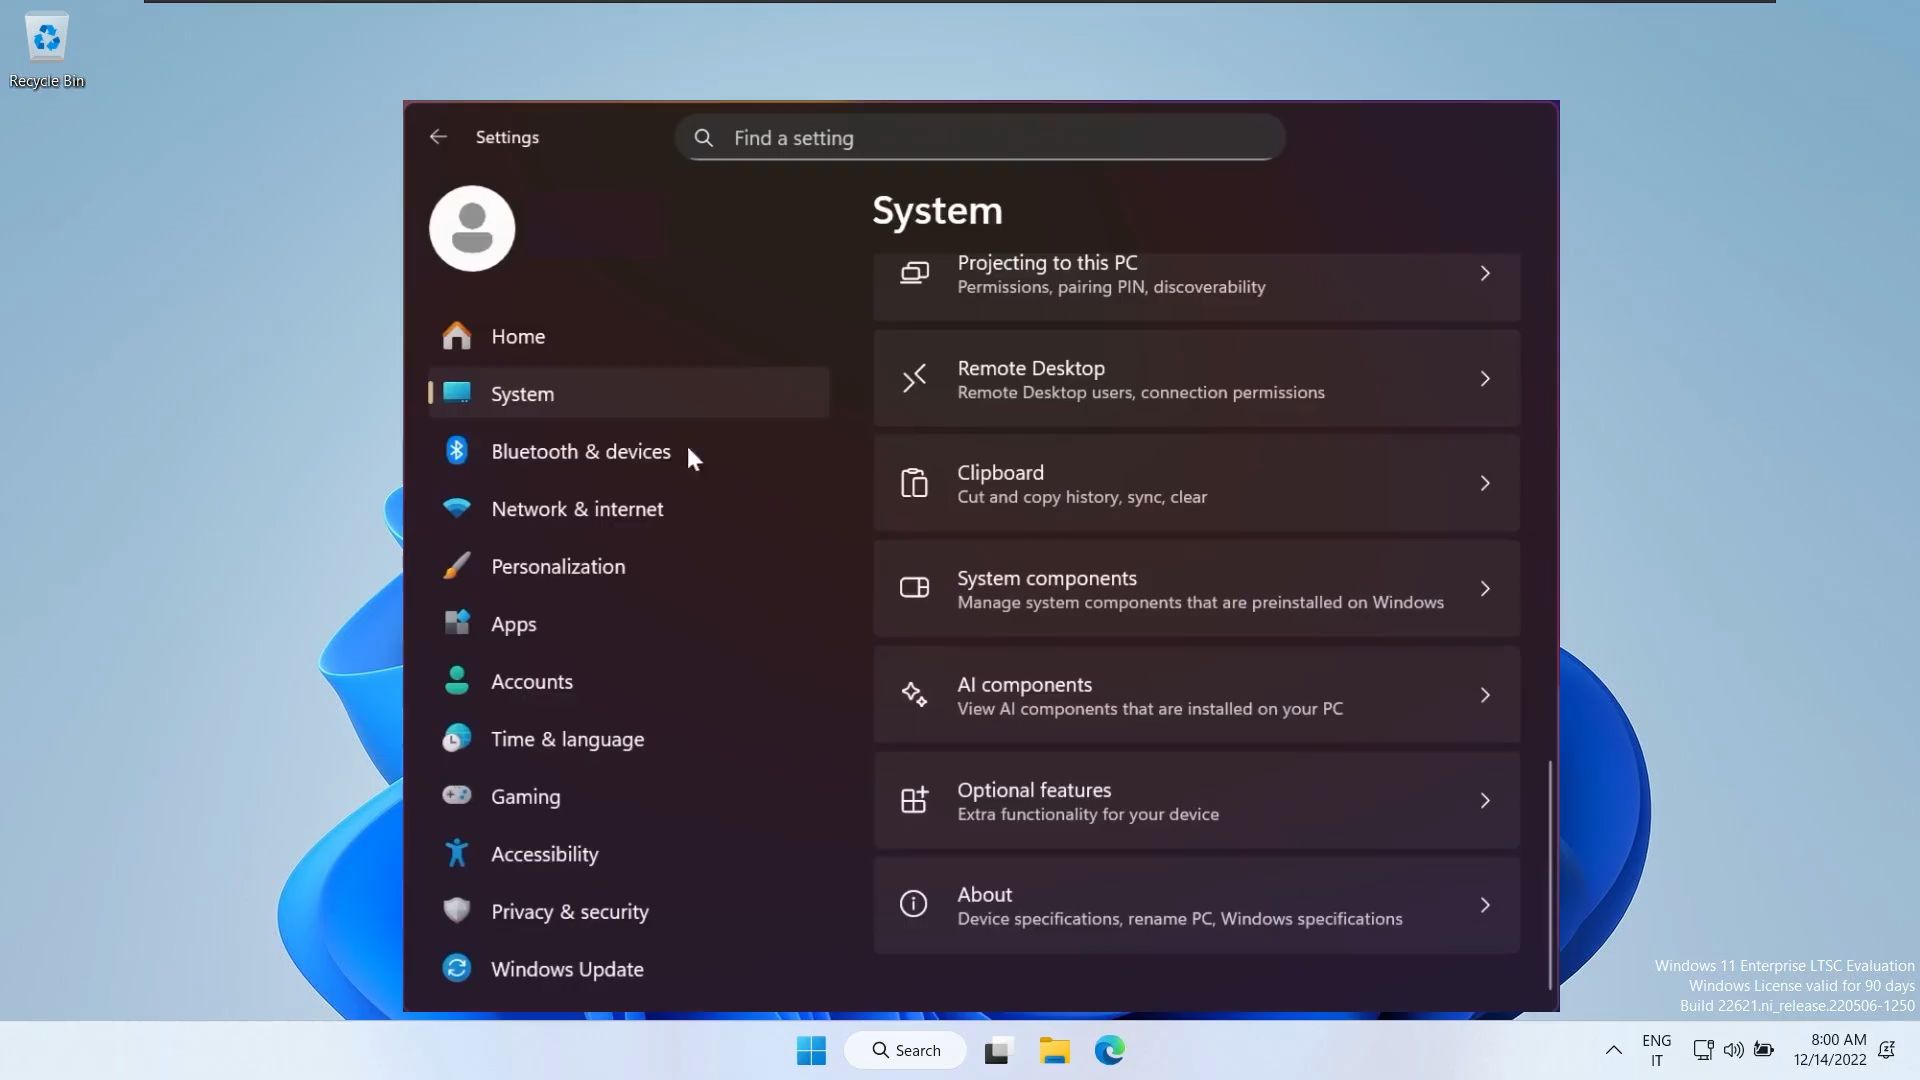 Recycle Bin
Settings
Find a setting
Home
System
Bluetooth & devices
Network & internet
Personalization
Apps
Accounts
Time & language
Gaming
Accessibility
Privacy & security
Windows Update
System
Projecting to this PC
Permissions, pairing PIN, discoverability
Remote Desktop
Remote Desktop users, connection permissions
Clipboard
Cut and copy history, sync, clear
System components
Manage system components that are preinstalled on Windows
AI components
View AI components that are installed on your PC
Optional features
Extra functionality for your device
About
Device specifications, rename PC, Windows specifications
Windows 11 Enterprise LTSC Evaluation
Windows License valid for 90 days
Build 22621.ni_release.220506-1250
Search
ENG
IT
8:00 AM
12/14/2022